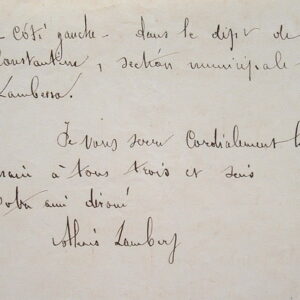 côté gauche - dans le dépt de
Constantine, section municipale
Lambessa.
Je vous serre cordialement la
main à tous trois et suis
votre ami dévoué
Lambert